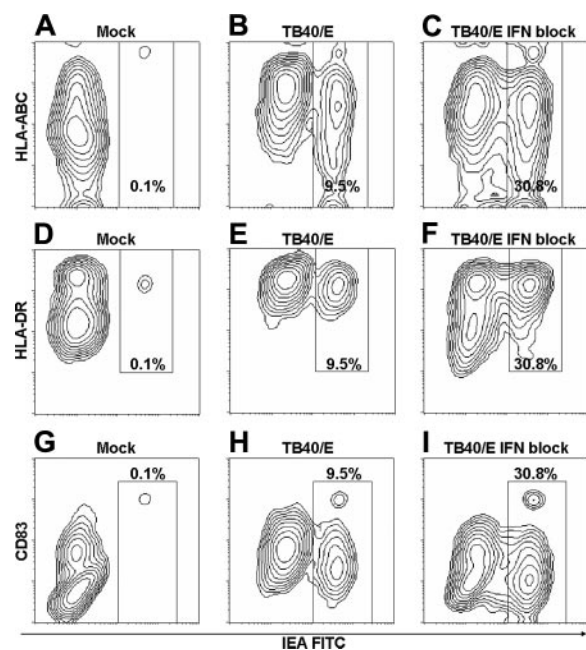 A Mock B TB40/E C TB40/E IFN block
HLA-ABC
0.1% 9.5% 30.8%
D Mock E TB40/E F TB40/E IFN block
HLA-DR
0.1% 9.5% 30.8%
G Mock H TB40/E I TB40/E IFN block
0.1% 9.5% 30.8%
CD83
IEA FITC